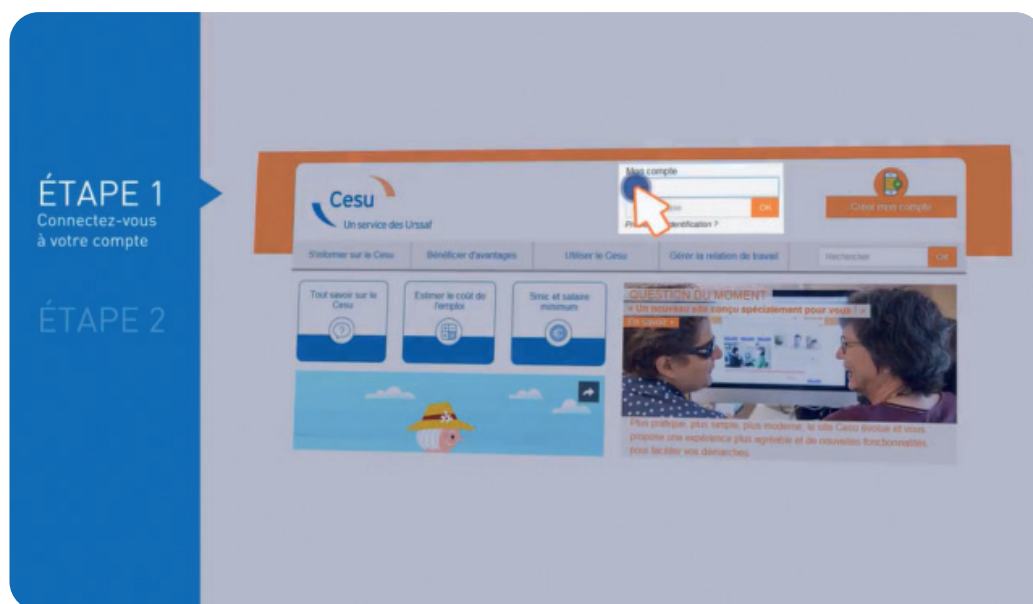 ÉTAPE 1
Connectez-vous
à votre compte
ÉTAPE 2
Cesu
Un service des Urssaf
Mon compte
OK
identification ?
Créer mon compte
S'informer sur le Cesu
Bénéficier d'avantages
Utiliser le Cesu
Gérer la relation de travail
Rechercher
OK
Tout savoir sur le
Cesu
Estimer le coût de
l'emploi
Smic et salaire
minimum
QUESTION DU MOMENT
« Un nouveau site conçu spécialement pour vous ! »
Plus pratique, plus simple, plus moderne, le site Cesu évolue et vous
propose une expérience plus agréable et de nouvelles fonctionnalités,
pour faciliter vos démarches.